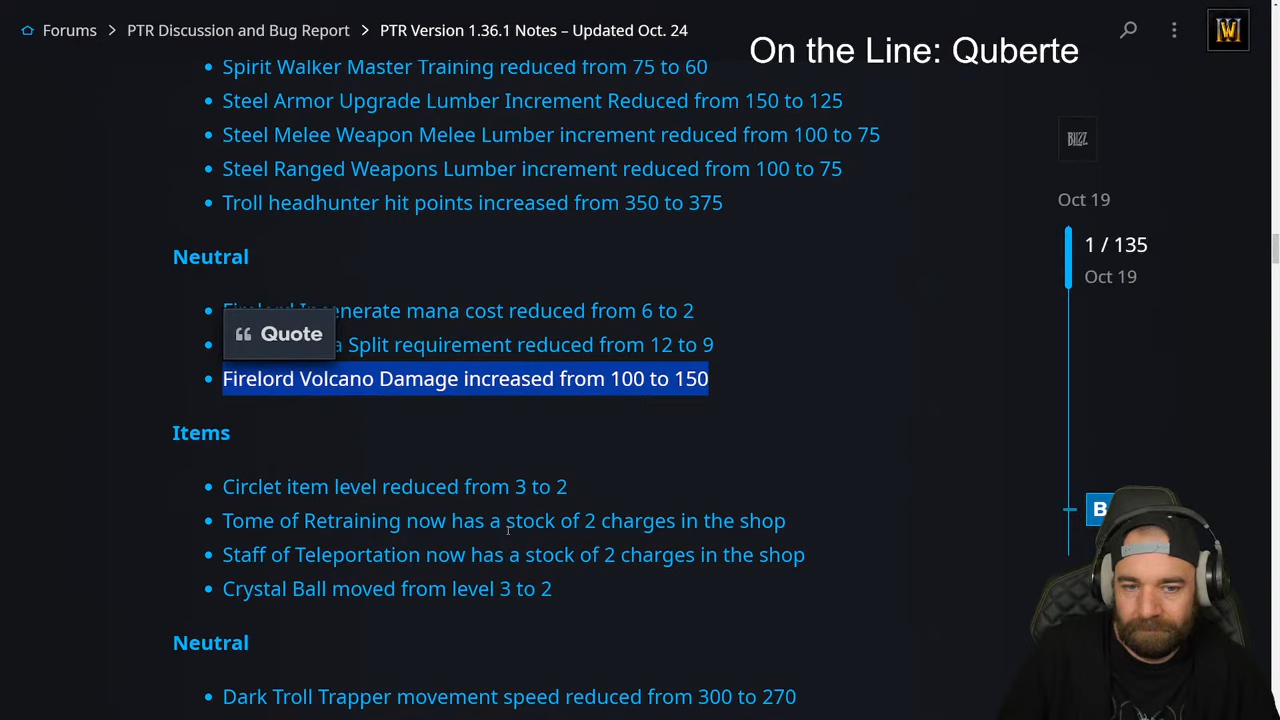 Forums > PTR Discussion and Bug Report > PTR Version 1.36.1 Notes – Updated Oct. 24
On the Line: Quberte
Spirit Walker Master Training reduced from 75 to 60
Steel Armor Upgrade Lumber Increment Reduced from 150 to 125
Steel Melee Weapon Melee Lumber increment reduced from 100 to 75
Steel Ranged Weapons Lumber increment reduced from 100 to 75
Troll headhunter hit points increased from 350 to 375
BLIZZ
Oct 19
1 / 135
Oct 19
Neutral
mana cost reduced from 6 to 2
Quote
Split requirement reduced from 12 to 9
Firelord Volcano Damage increased from 100 to 150
Items
Circlet item level reduced from 3 to 2
Tome of Retraining now has a stock of 2 charges in the shop
Staff of Teleportation now has a stock of 2 charges in the shop
Crystal Ball moved from level 3 to 2
Neutral
Dark Troll Trapper movement speed reduced from 300 to 270